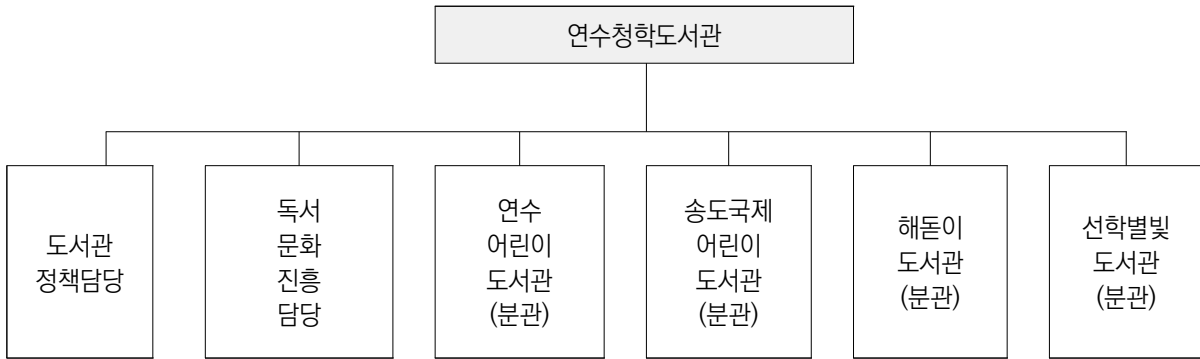 연수청학도서관
도서관
정책담당
독서
문화
진흥
담당
연수
어린이
도서관
(분관)
송도국제
어린이
도서관
(분관)
해돋이
도서관
(분관)
선학별빛
도서관
(분관)